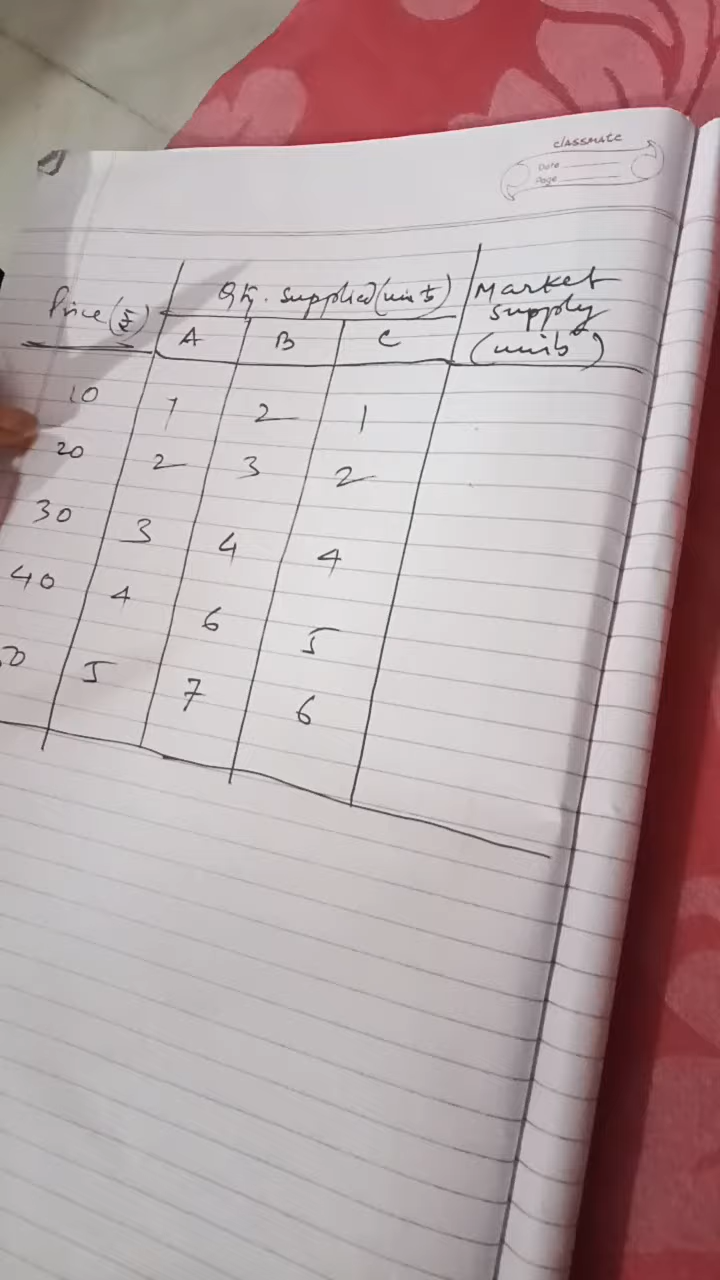 classmate
Date
Page
Price (₹) Qty. Supplied (units) Market supply (units)
A B C
10 1 2 1
20 2 3 2
30 3 4 4
40 4 6 5
50 5 7 6